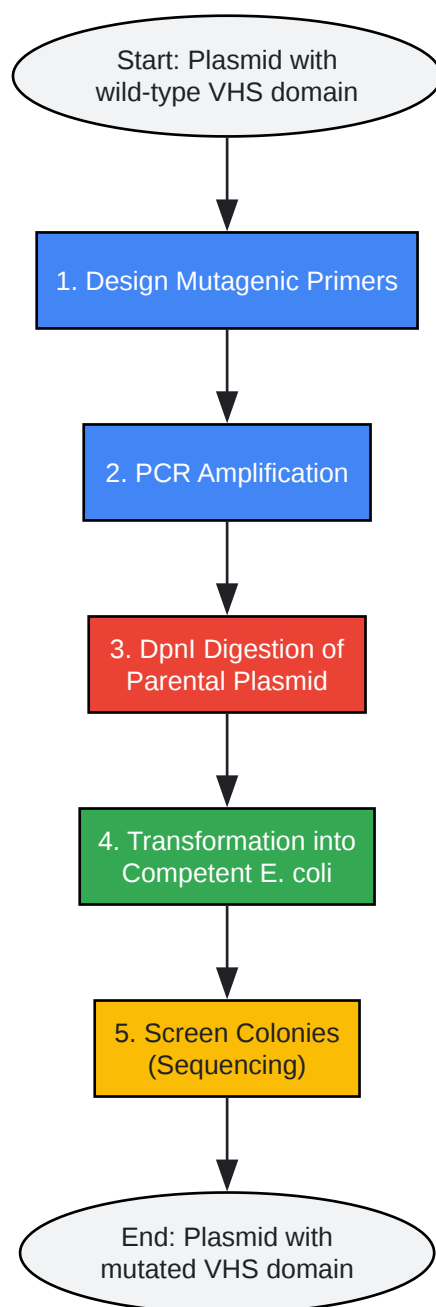 Start: Plasmid with
wild-type VHS domain
1. Design Mutagenic Primers
2. PCR Amplification
3. DpnI Digestion of
Parental Plasmid
4. Transformation into
Competent E. coli
5. Screen Colonies
(Sequencing)
End: Plasmid with
mutated VHS domain